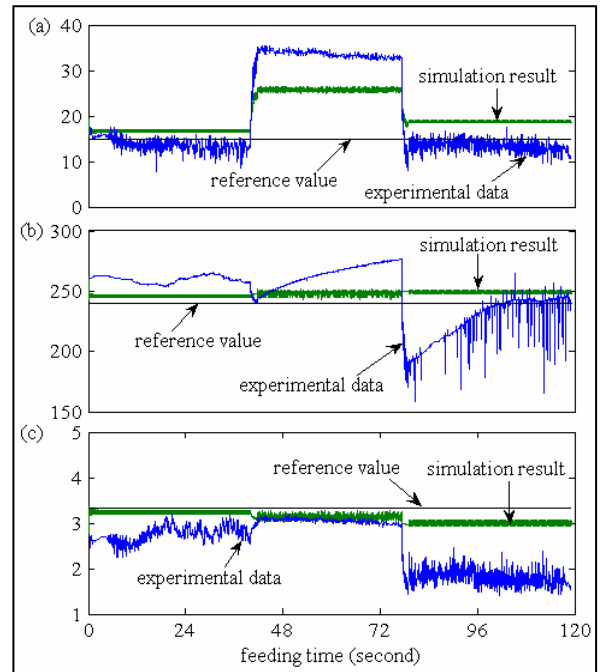 (a)
40
30
20
10
0
simulation result
reference value
experimental data
(b)
300
250
200
150
simulation result
reference value
experimental data
(c)
5
4
3
2
1
reference value
simulation result
experimental data
0
24
48
72
96
119
feeding time (second)